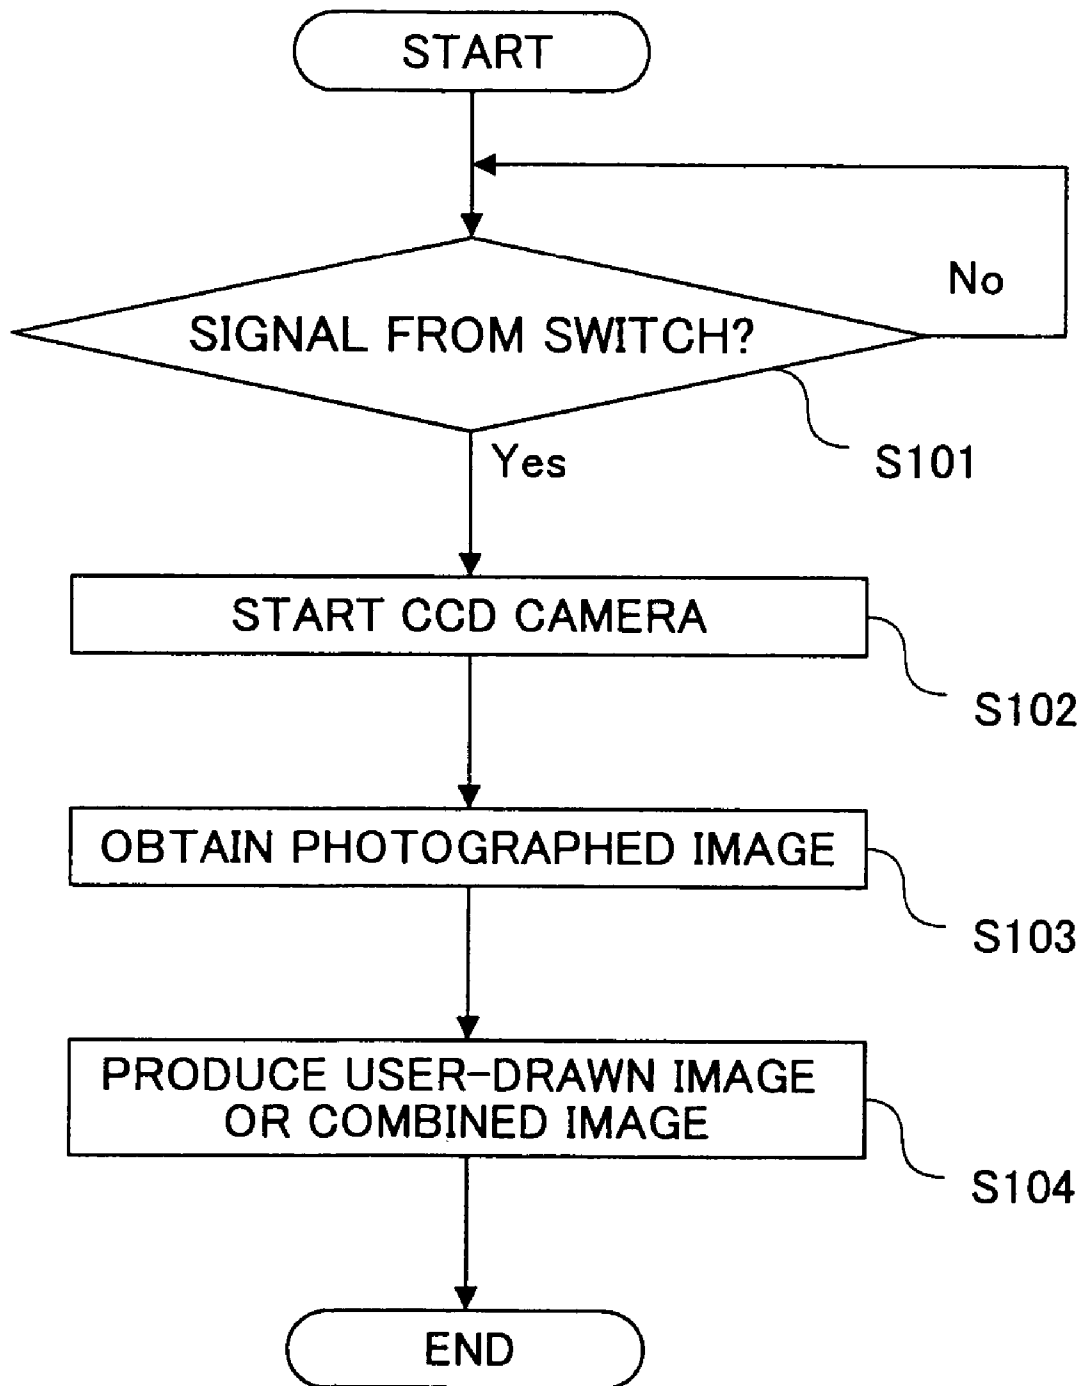 START
No
SIGNAL FROM SWITCH?
S101
Yes
START CCD CAMERA
S102
OBTAIN PHOTOGRAPHED IMAGE
S103
PRODUCE USER-DRAWN IMAGE
OR COMBINED IMAGE
S104
END